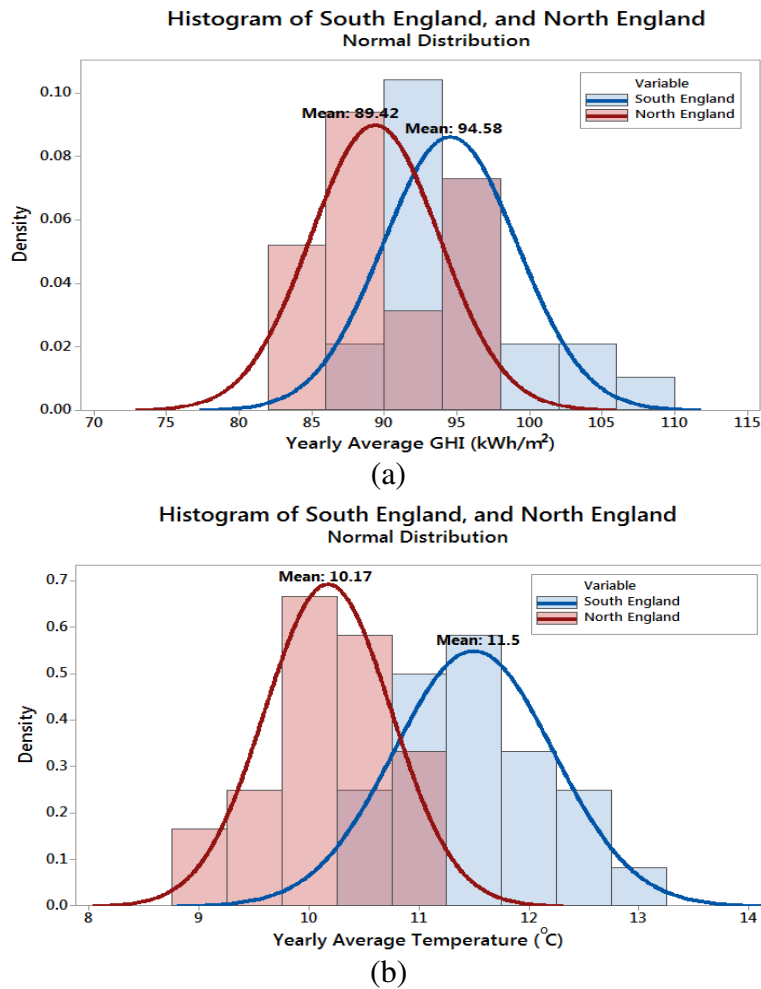 Histogram of South England, and North England
Normal Distribution
Variable
South England
North England
Mean: 89.42
Mean: 94.58
Density
0.10
0.08
0.06
0.04
0.02
0.00
70 75 80 85 90 95 100 105 110 115
Yearly Average GHI (kWh/m²)
(a)
Histogram of South England, and North England
Normal Distribution
Variable
South England
North England
Mean: 10.17
Mean: 11.5
Density
0.7
0.6
0.5
0.4
0.3
0.2
0.1
0.0
8 9 10 11 12 13 14
Yearly Average Temperature (°C)
(b)